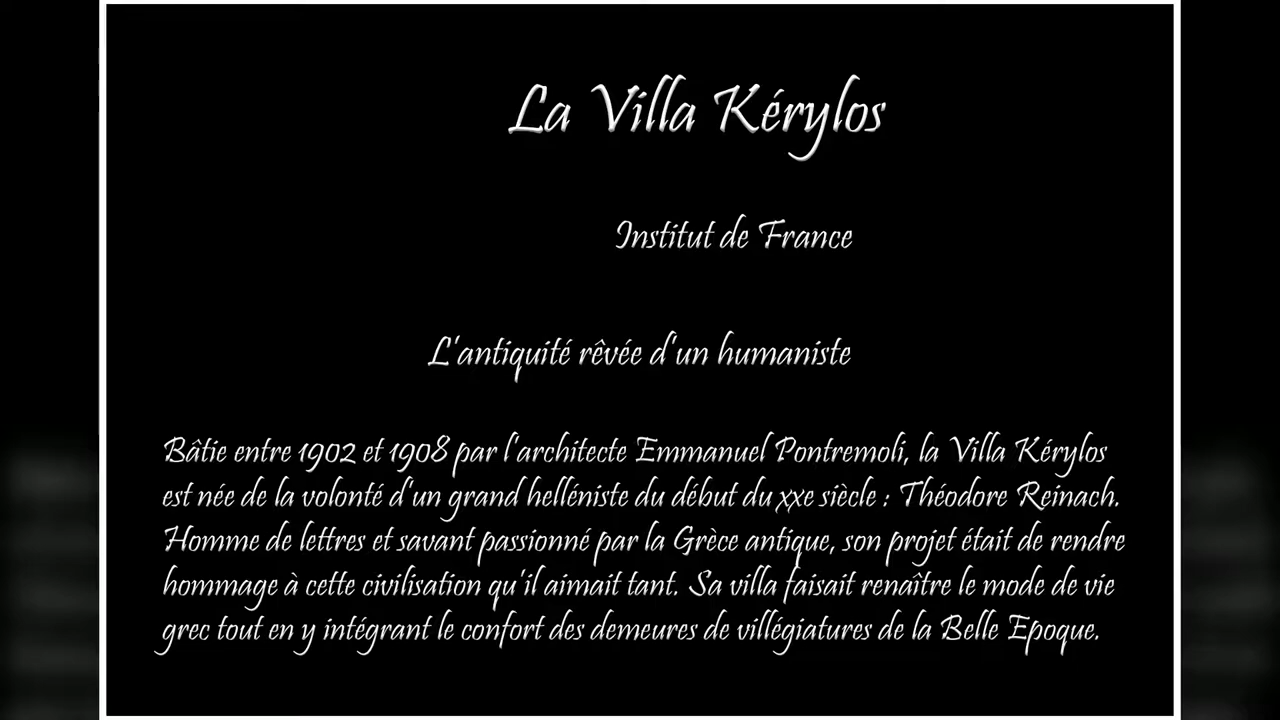 La Villa Kérylos
Institut de France
L'antiquité rêvée d'un humaniste
Bâtie entre 1902 et 1908 par l'architecte Emmanuel Pontremoli, la Villa Kérylos
est née de la volonté d'un grand helléniste du début du xxe siècle : Théodore Reinach.
Homme de lettres et savant passionné par la Grèce antique, son projet était de rendre
hommage à cette civilisation qu'il aimait tant. Sa villa faisait renaître le mode de vie
grec tout en y intégrant le confort des demeures de villégiatures de la Belle Epoque.